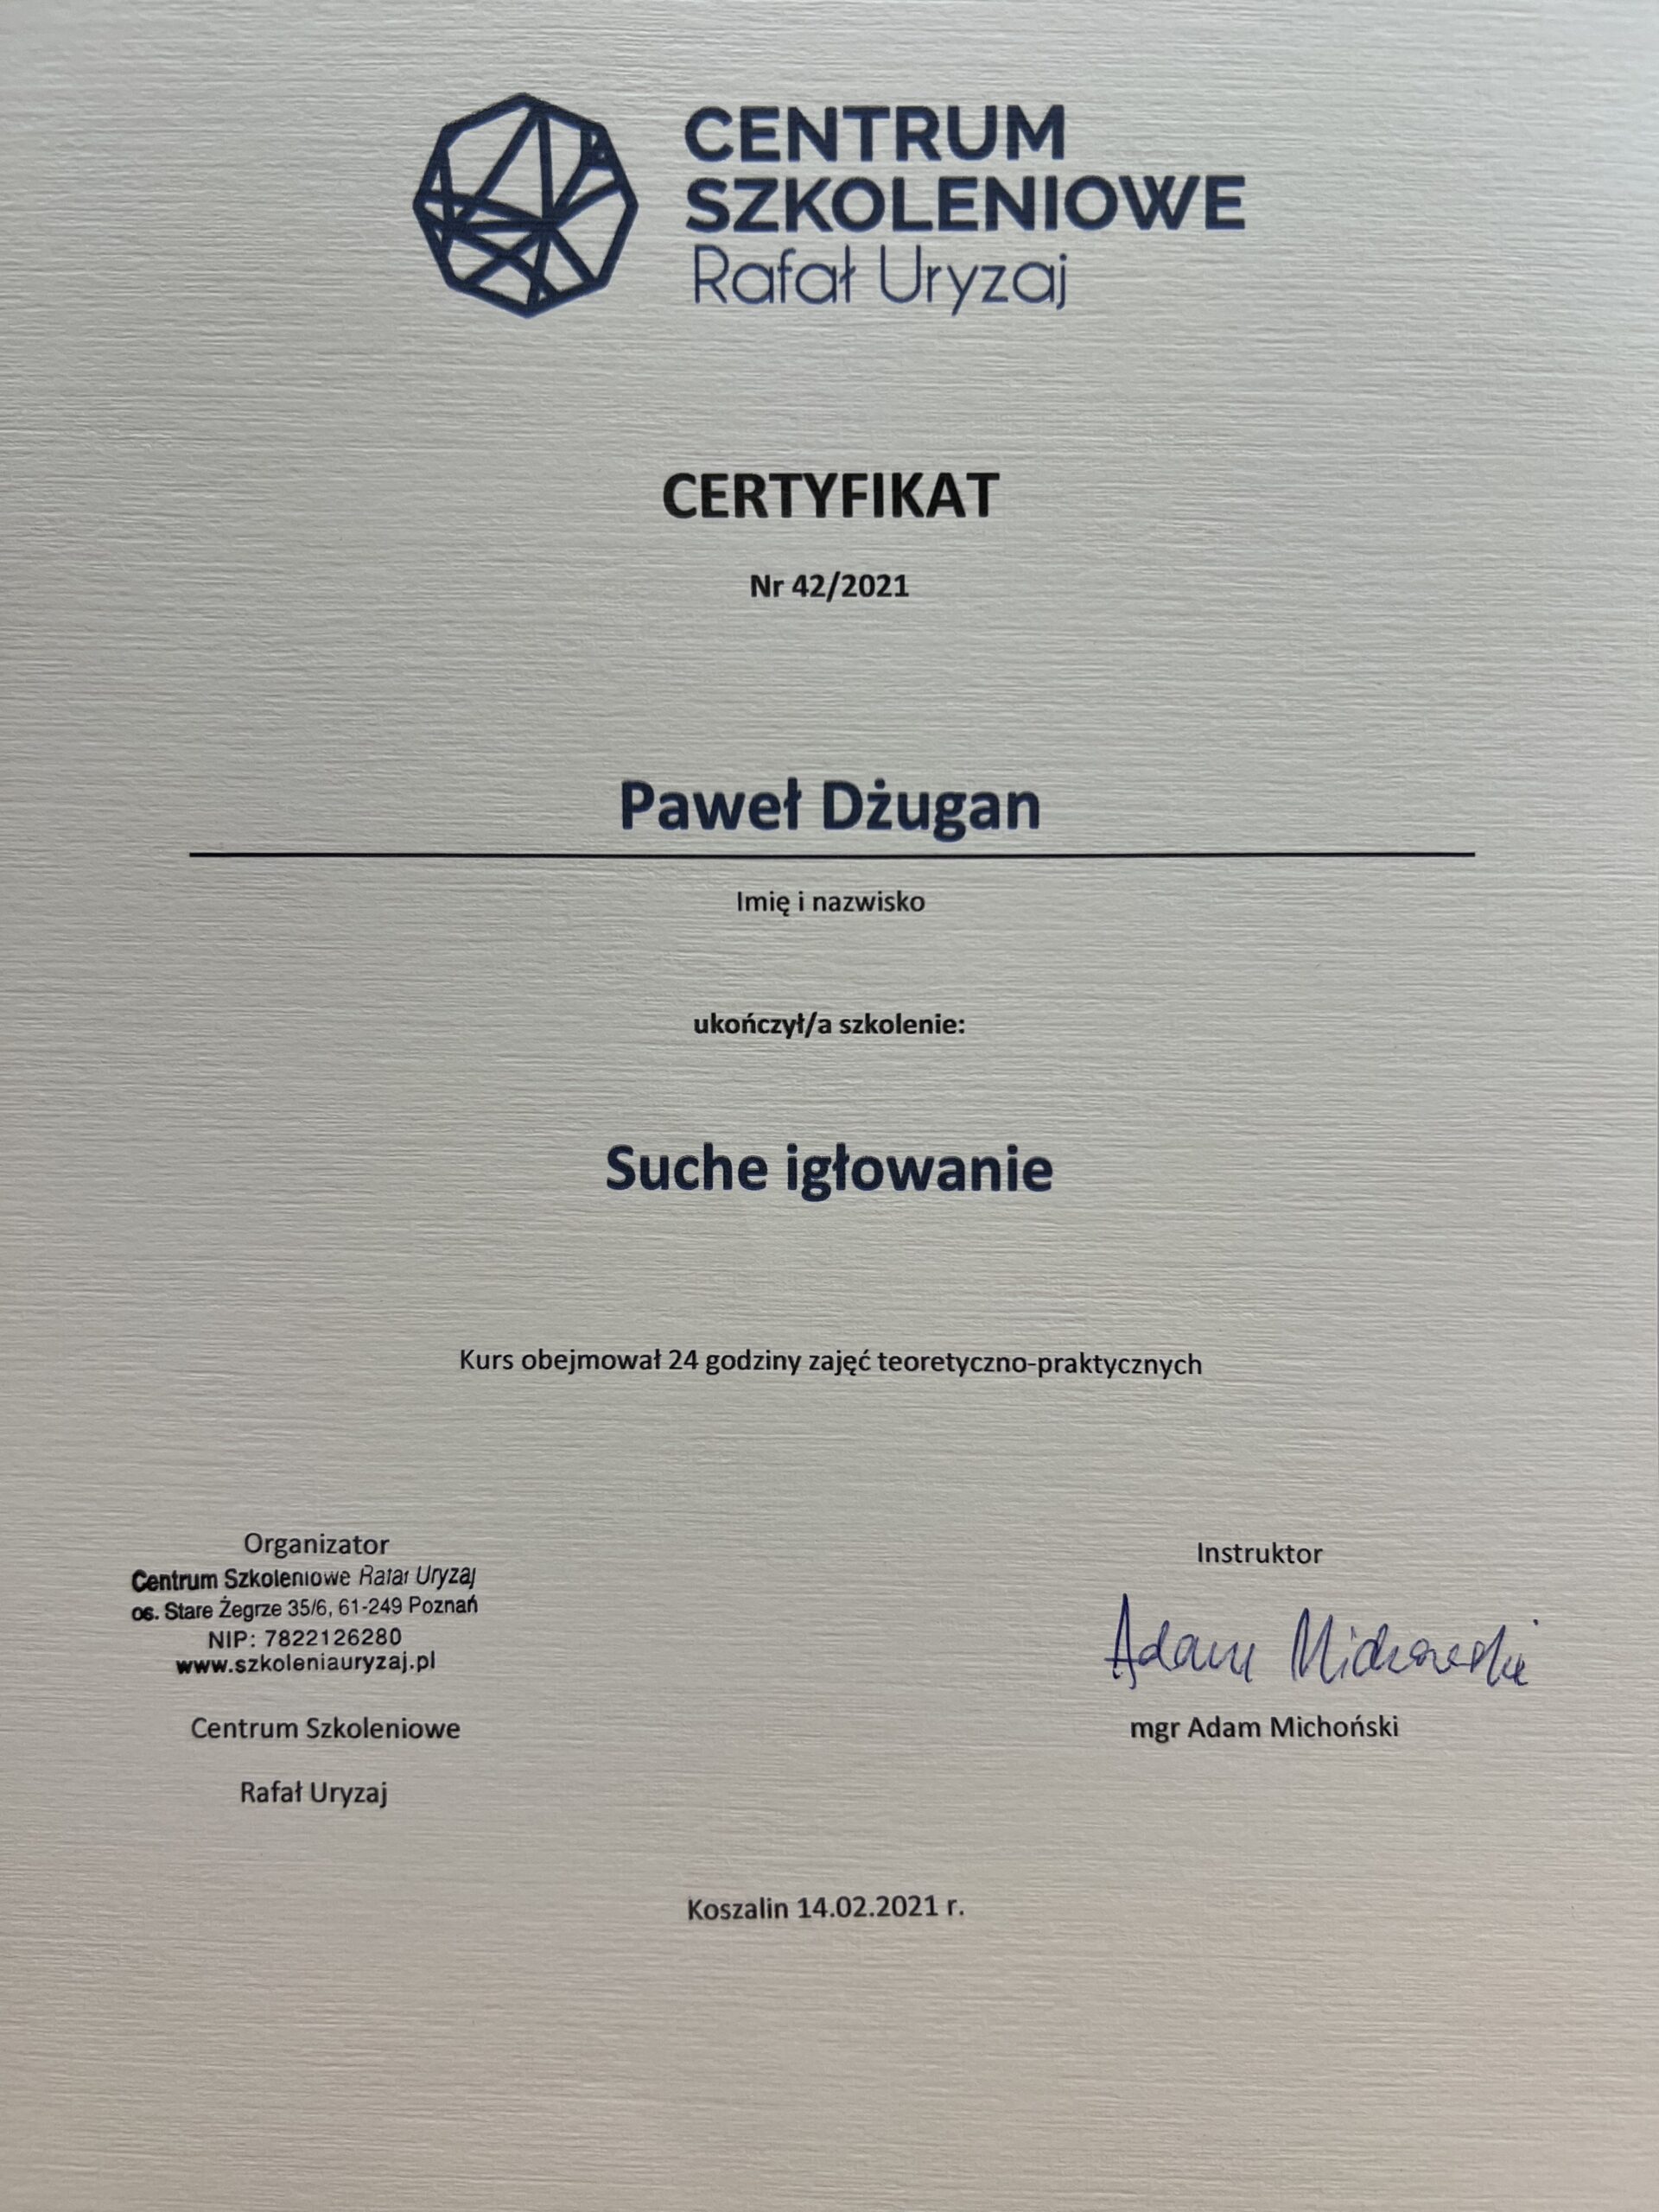 CENTRUM
SZKOLENIOWE
Rafał Uryzaj
CERTYFIKAT
Nr 42/2021
Paweł Dżugan
Imię i nazwisko
ukończył/a szkolenie:
Suche igłowanie
Kurs obejmował 24 godziny zajęć teoretyczno-praktycznych
Organizator
Centrum Szkoleniowe Rafał Uryzaj
os. Stare Żegrze 35/6, 61-249 Poznań
NIP: 7822126280
www.szkoleniauryzaj.pl
Centrum Szkoleniowe
Rafał Uryzaj
Instruktor
Adam Michoński
mgr Adam Michoński
Koszalin 14.02.2021 r.